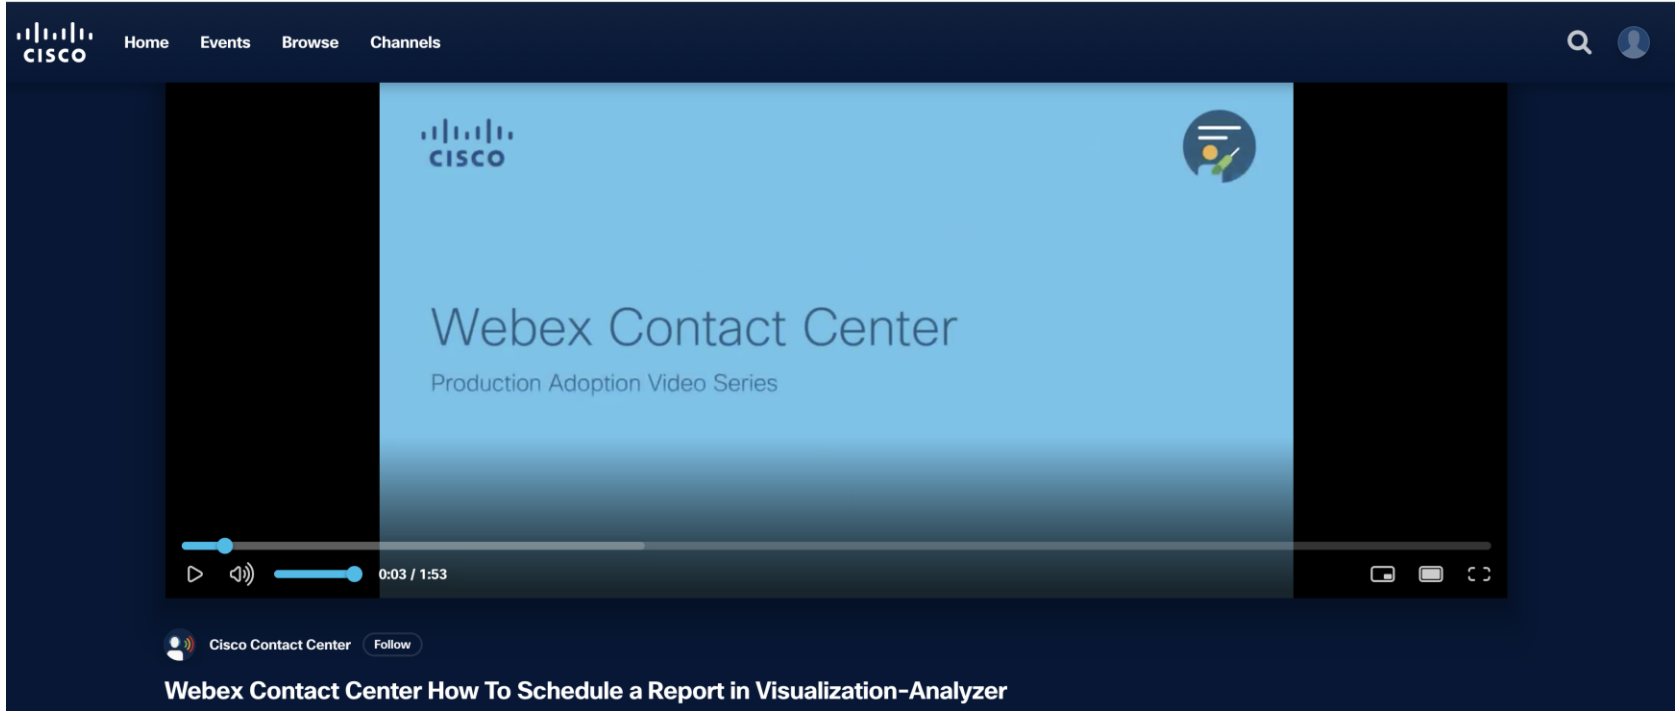 CISCO Home Events Browse Channels
CISCO
Webex Contact Center
Production Adoption Video Series
0:03 / 1:53
Cisco Contact Center Follow
Webex Contact Center How To Schedule a Report in Visualization-Analyzer